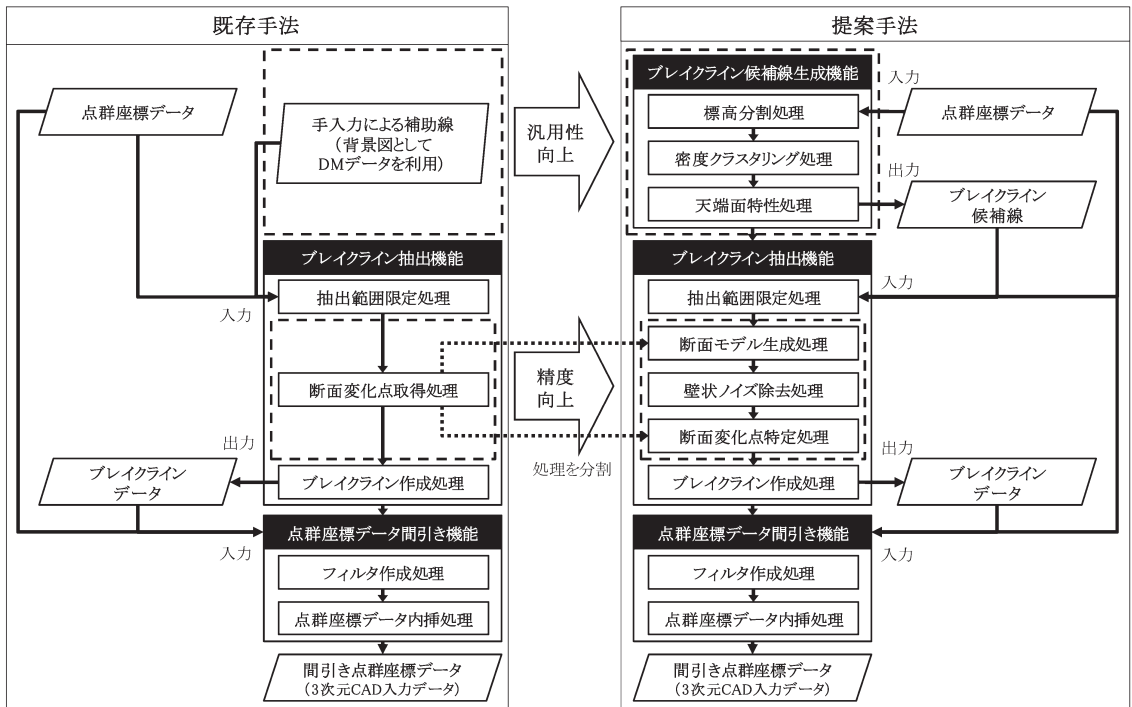 既存手法
点群座標データ
手入力による補助線
(背景図として
DMデータを利用)
ブレイクライン抽出機能
抽出範囲限定処理
入力
断面変化点取得処理
出力
ブレイクライン
データ
ブレイクライン作成処理
点群座標データ間引き機能
入力
フィルタ作成処理
点群座標データ内挿処理
間引き点群座標データ
(3次元CAD入力データ)
汎用性
向上
精度
向上
処理を分割
提案手法
ブレイクライン候補線生成機能
入力
標高分割処理
点群座標データ
密度クラスタリング処理
出力
天端面特性処理
ブレイクライン
候補線
ブレイクライン抽出機能
抽出範囲限定処理
入力
断面モデル生成処理
壁状ノイズ除去処理
断面変化点特定処理
出力
ブレイクライン作成処理
ブレイクライン
データ
点群座標データ間引き機能
入力
フィルタ作成処理
点群座標データ内挿処理
間引き点群座標データ
(3次元CAD入力データ)